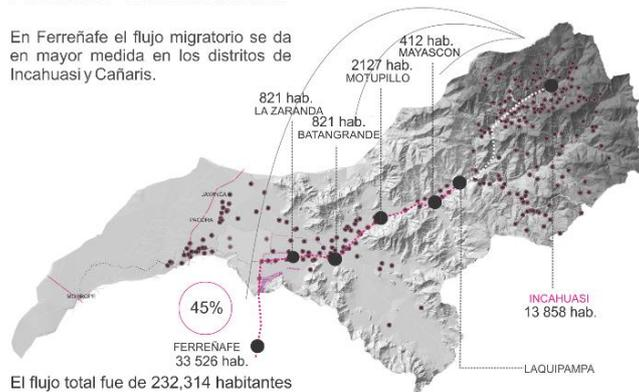 En Ferreñafe el flujo migratorio se da
en mayor medida en los distritos de
Incahuasi y Cañaris.
412 hab.
MAYASCON
2127 hab.
MOTUPILLO
821 hab.
LA ZARANDA
821 hab.
BATANGRANDE
PACORA
45%
FERREÑAFE
33 526 hab.
INCAHUASI
13 858 hab.
LAQUIPAMPA
El flujo total fue de 232,314 habitantes